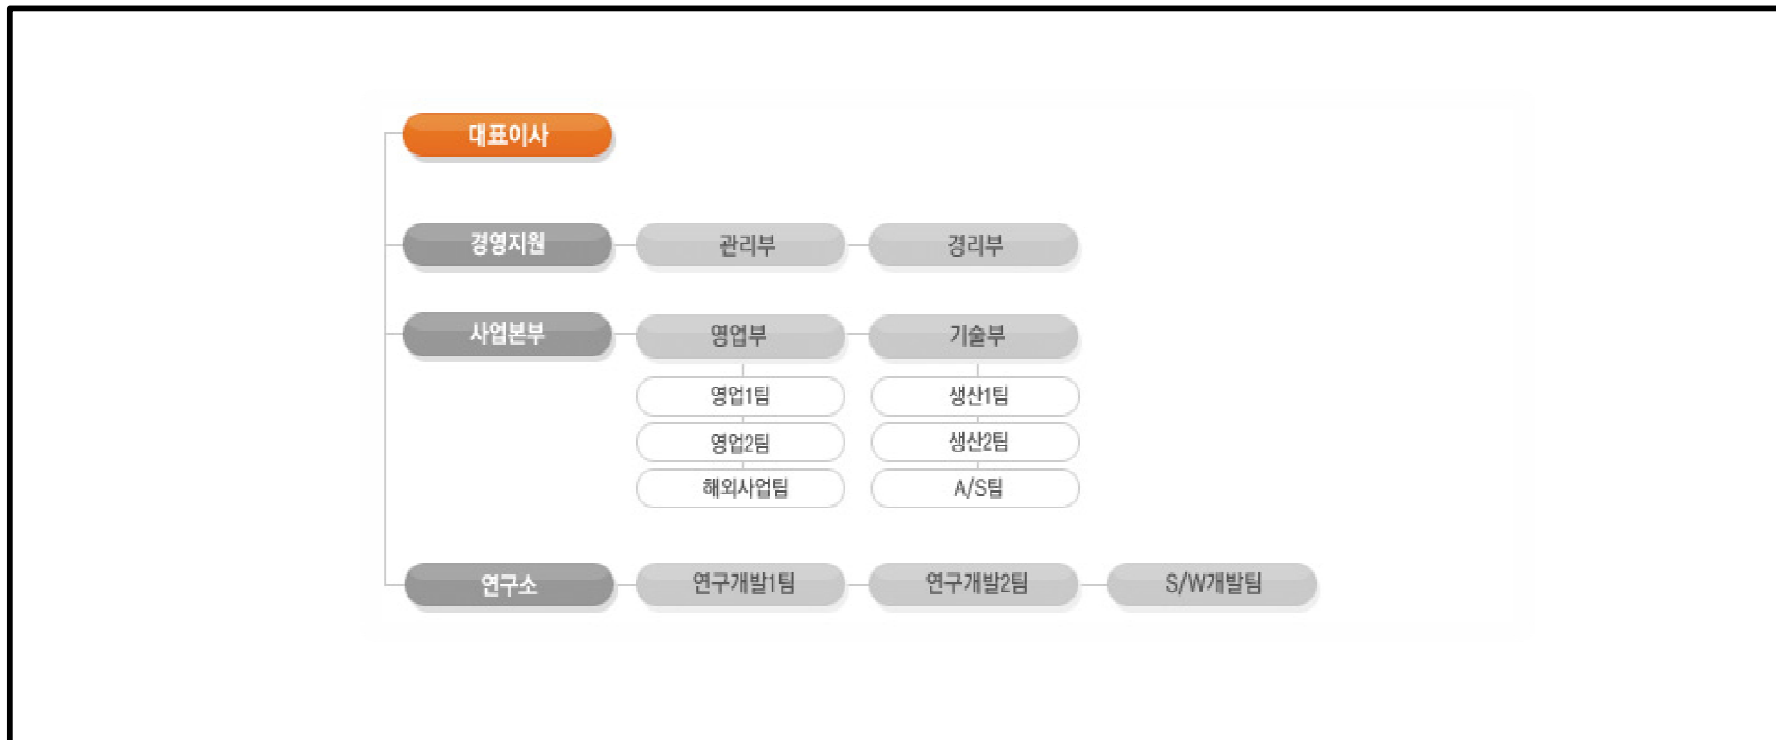 대표이사
경영지원 관리부 경리부
사업본부 영업부 기술부
영업1팀 생산1팀
영업2팀 생산2팀
해외사업팀 A/S팀
연구소 연구개발1팀 연구개발2팀 S/W개발팀